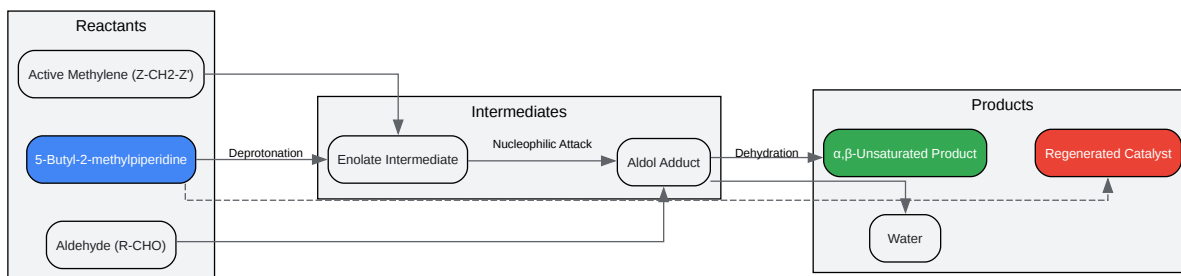 Reactants
Active Methylene (Z-CH2-Z')
5-Butyl-2-methylpiperidine
Aldehyde (R-CHO)
Deprotonation
Intermediates
Enolate Intermediate
Nucleophilic Attack
Aldol Adduct
Dehydration
Products
α,β-Unsaturated Product
Regenerated Catalyst
Water